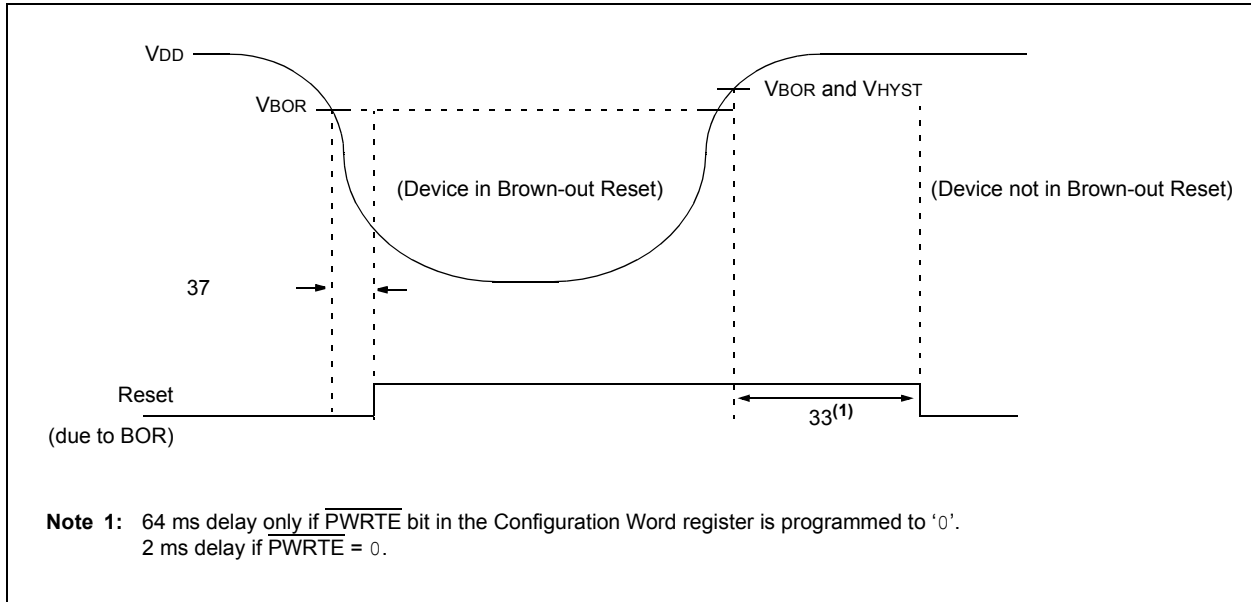 VDD
VBOR
VBOR and VHYST
(Device in Brown-out Reset)
(Device not in Brown-out Reset)
37
Reset
(due to BOR)
33(1)
Note 1: 64 ms delay only if PWRTE bit in the Configuration Word register is programmed to ‘0’.
2 ms delay if PWRTE = 0.